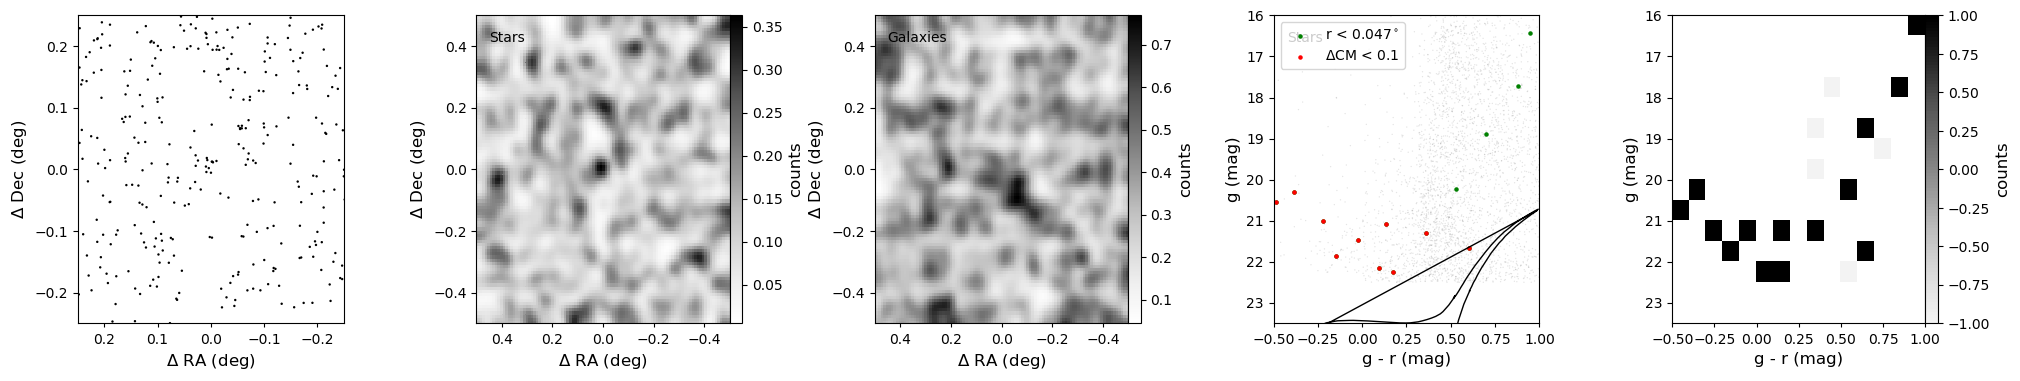 0.2
0.1
0.0
−0.1
−0.2
Δ Dec (deg)
0.2 0.1 0.0 −0.1 −0.2
Δ RA (deg)
Stars
0.4
0.2
0.0
−0.2
−0.4
Δ Dec (deg)
0.4 0.2 0.0 −0.2 −0.4
Δ RA (deg)
0.35
0.30
0.25
0.20
0.15
0.10
0.05
counts
Galaxies
0.4
0.2
0.0
−0.2
−0.4
Δ Dec (deg)
0.4 0.2 0.0 −0.2 −0.4
Δ RA (deg)
0.7
0.6
0.5
0.4
0.3
0.2
0.1
counts
Stars
r < 0.047°
ΔCM < 0.1
16
17
18
19
20
21
22
23
g (mag)
−0.50 −0.25 0.00 0.25 0.50 0.75 1.00
g - r (mag)
16
17
18
19
20
21
22
23
g (mag)
−0.50 −0.25 0.00 0.25 0.50 0.75 1.00
g - r (mag)
1.00
0.75
0.50
0.25
0.00
−0.25
−0.50
−0.75
−1.00
counts